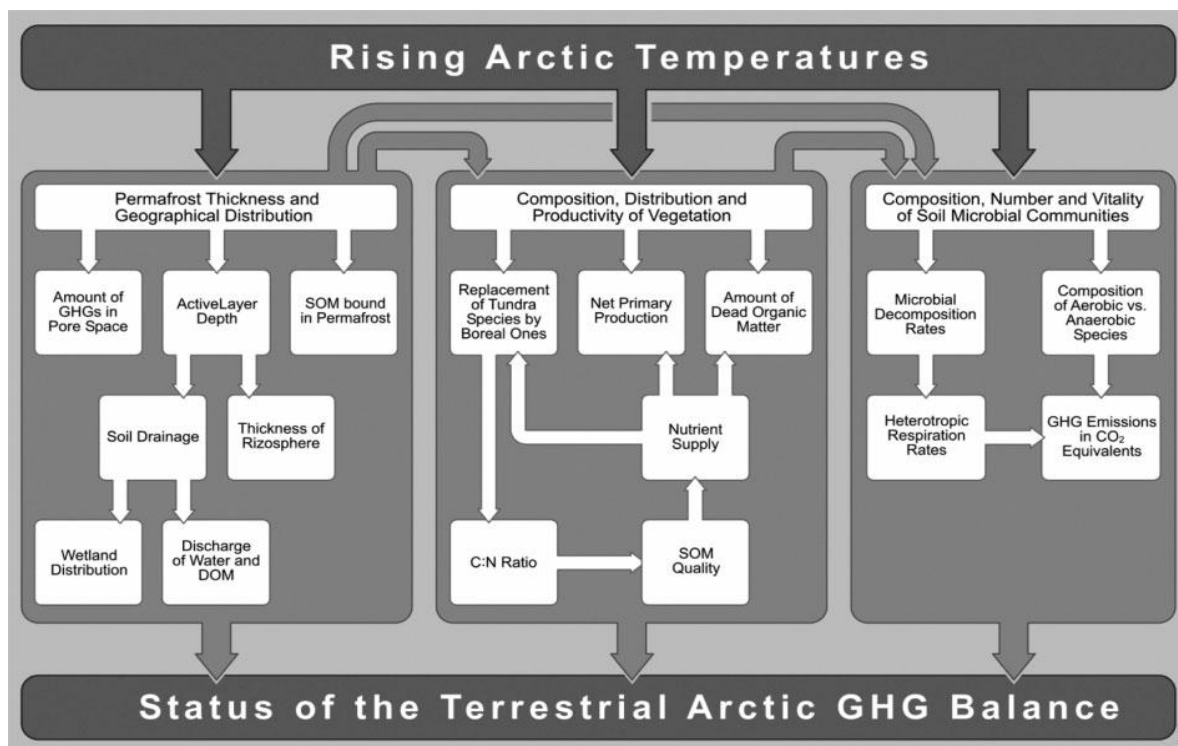 Rising Arctic Temperatures
Permafrost Thickness and
Geographical Distribution
Amount of
GHGs in
Pore Space
ActiveLayer
Depth
SOM bound
in Permafrost
Soil Drainage
Thickness
of Rizosphere
Wetland
Distribution
Discharge
of Water and
DOM
Composition, Distribution and
Productivity of Vegetation
Replacement
of Tundra
Species by
Boreal Ones
Net Primary
Production
Amount of
Dead Organic
Matter
Nutrient
Supply
C:N Ratio
SOM
Quality
Composition, Number and Vitality
of Soil Microbial Communities
Microbial
Decomposition
Rates
Composition
of Aerobic vs.
Anaerobic
Species
Heterotropic
Respiration
Rates
GHG Emissions
in CO₂
Equivalents
Status of the Terrestrial Arctic GHG Balance